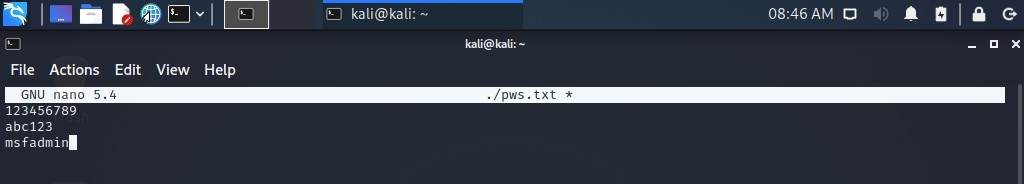 kali@kali: ~
08:46 AM
kali@kali: ~
File Actions Edit View Help
GNU nano 5.4 ./pws.txt *
123456789
abc123
msfadmin